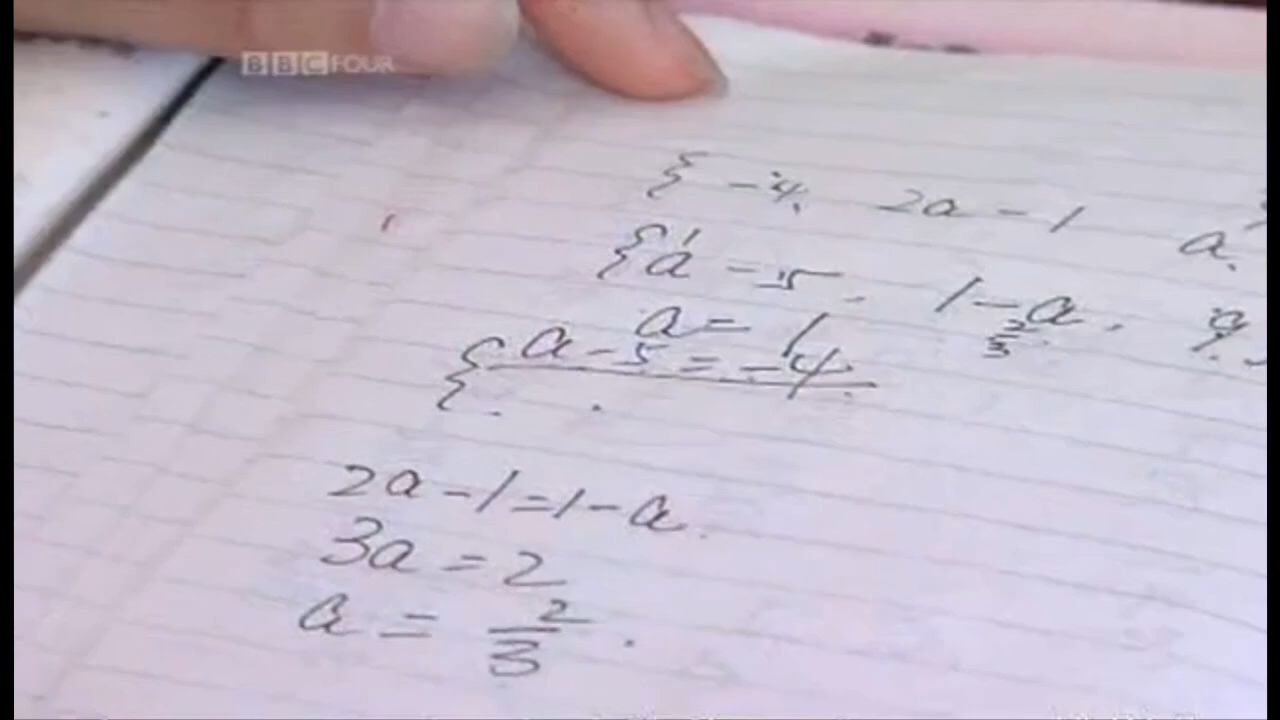 BBC FOUR
{ -4, 2a - 1 a.
{ a - 5, 1 - a, 9
2/3
a = 1
{ a - 5 = -4
2a - 1 = 1 - a.
3a = 2
a = 2/3.